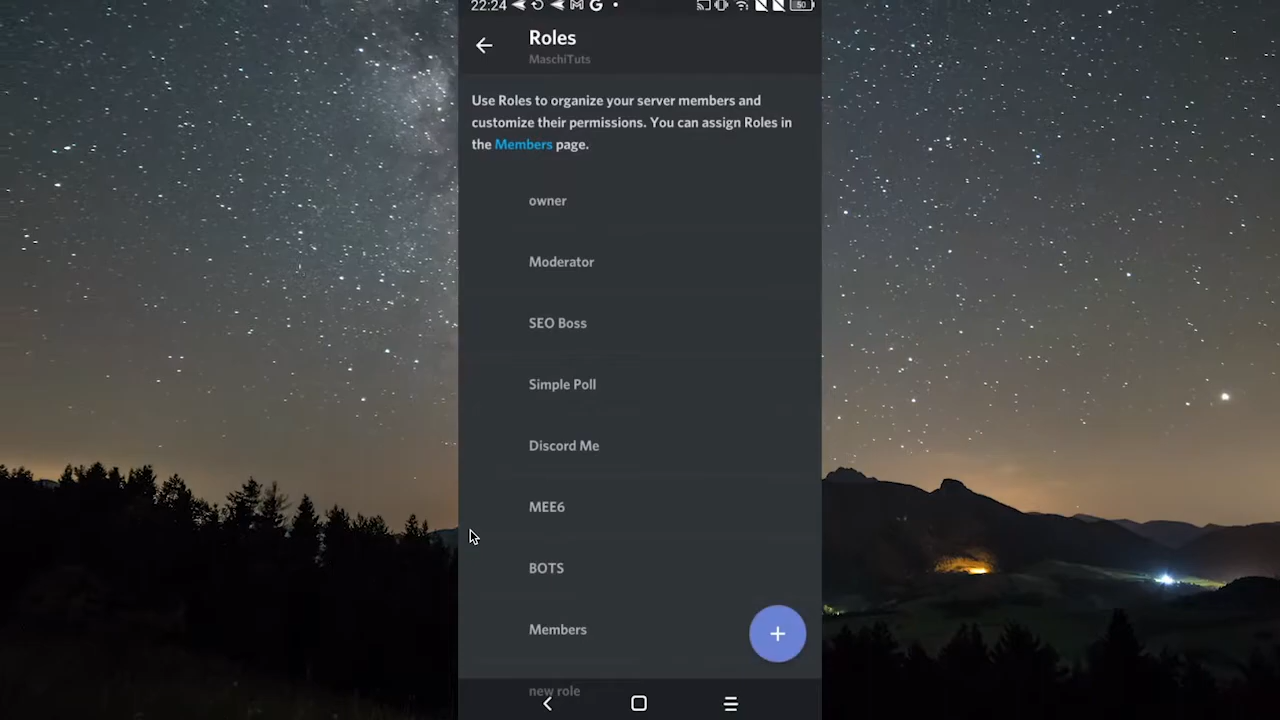 22:24
50
Roles
MaschiTuts
Use Roles to organize your server members and
customize their permissions. You can assign Roles in
the Members page.
owner
Moderator
SEO Boss
Simple Poll
Discord Me
MEE6
BOTS
Members
new role